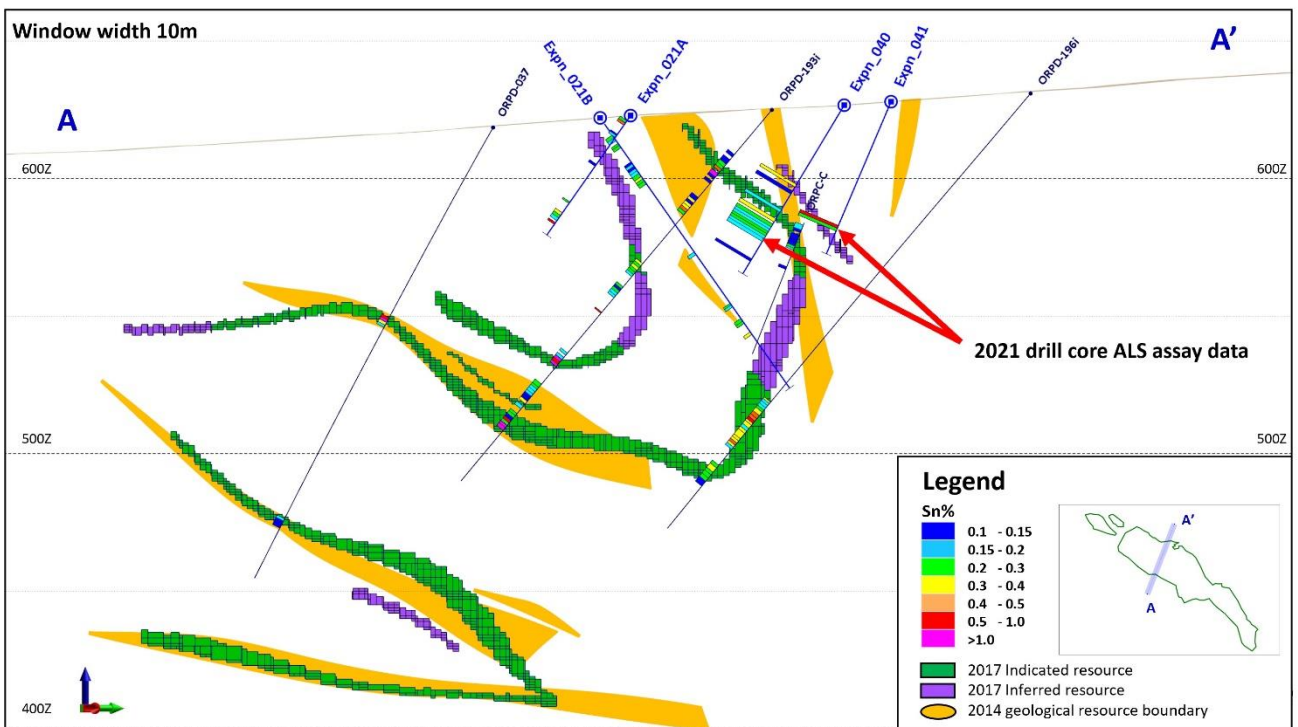 Window width 10m
A
A'
ORPD-037
Expn_021B
Expn_021A
ORPD-193i
Expn_040
Expn_041
ORPD-196i
ORPC-C
600Z
600Z
500Z
500Z
400Z
2021 drill core ALS assay data
Legend
Sn%
0.1 - 0.15
0.15 - 0.2
0.2 - 0.3
0.3 - 0.4
0.4 - 0.5
0.5 - 1.0
>1.0
2017 Indicated resource
2017 Inferred resource
2014 geological resource boundary
A'
A